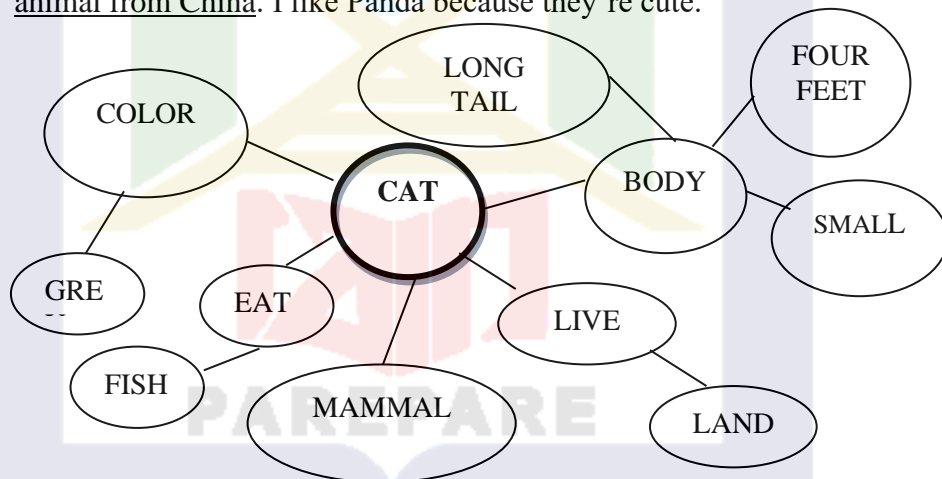 animal from China. I like Panda because they're cute.
LONG
TAIL
FOUR
FEET
COLOR
CAT
BODY
SMALL
GRE
EAT
LIVE
FISH
MAMMAL
LAND
PAREPARE